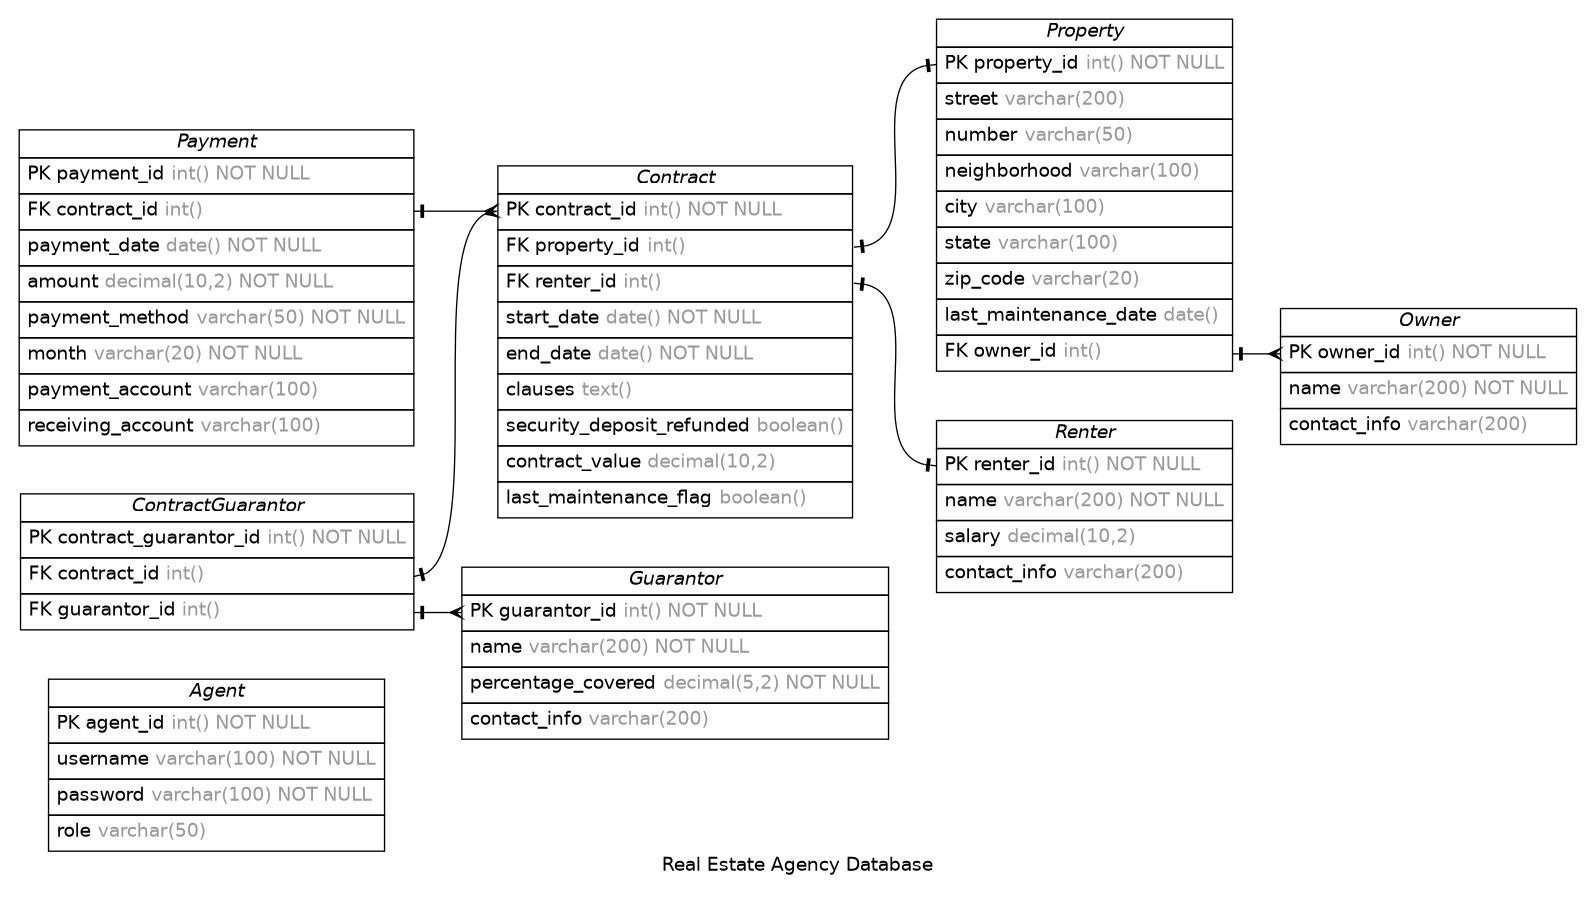 Payment
PK payment_id int() NOT NULL
FK contract_id int()
payment_date date() NOT NULL
amount decimal(10,2) NOT NULL
payment_method varchar(50) NOT NULL
month varchar(20) NOT NULL
payment_account varchar(100)
receiving_account varchar(100)
ContractGuarantor
PK contract_guarantor_id int() NOT NULL
FK contract_id int()
FK guarantor_id int()
Agent
PK agent_id int() NOT NULL
username varchar(100) NOT NULL
password varchar(100) NOT NULL
role varchar(50)
Contract
PK contract_id int() NOT NULL
FK property_id int()
FK renter_id int()
start_date date() NOT NULL
end_date date() NOT NULL
clauses text()
security_deposit_refunded boolean()
contract_value decimal(10,2)
last_maintenance_flag boolean()
Guarantor
PK guarantor_id int() NOT NULL
name varchar(200) NOT NULL
percentage_covered decimal(5,2) NOT NULL
contact_info varchar(200)
Property
PK property_id int() NOT NULL
street varchar(200)
number varchar(50)
neighborhood varchar(100)
city varchar(100)
state varchar(100)
zip_code varchar(20)
last_maintenance_date date()
FK owner_id int()
Renter
PK renter_id int() NOT NULL
name varchar(200) NOT NULL
salary decimal(10,2)
contact_info varchar(200)
Owner
PK owner_id int() NOT NULL
name varchar(200) NOT NULL
contact_info varchar(200)
Real Estate Agency Database